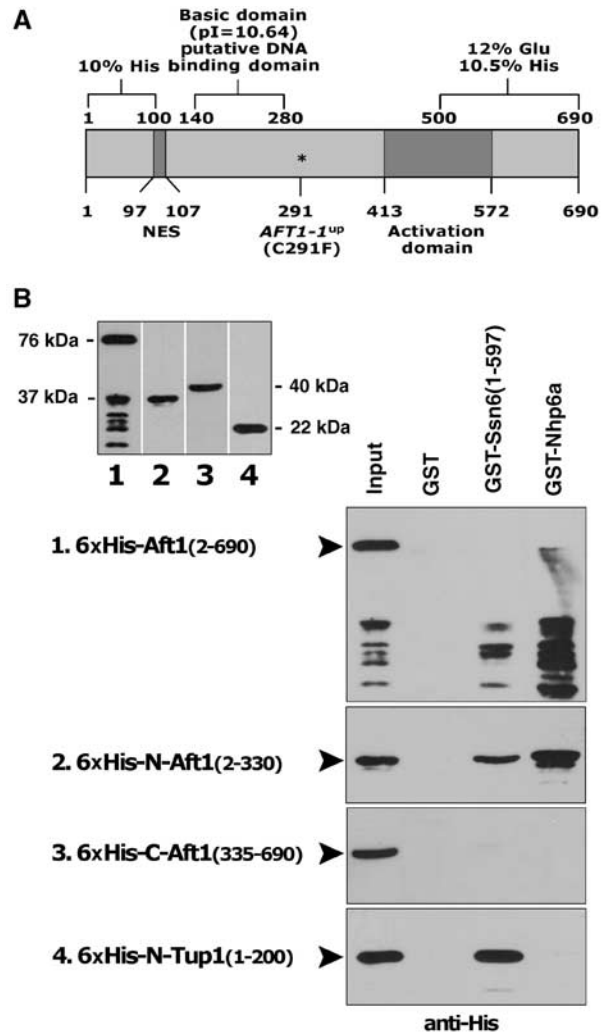 A
Basic domain
(pI=10.64)
putative DNA
10% His binding domain
12% Glu
10.5% His
1 100 140 280 500 690
*
1 97 107 291 413 572 690
NES
AFT1-1up
(C291F)
Activation
domain
B
76 kDa -
37 kDa -
- 40 kDa
- 22 kDa
1 2 3 4
Input
GST
GST-Ssn6(1-597)
GST-Nhp6a
1. 6xHis-Aft1(2-690)
2. 6xHis-N-Aft1(2-330)
3. 6xHis-C-Aft1(335-690)
4. 6xHis-N-Tup1(1-200)
anti-His